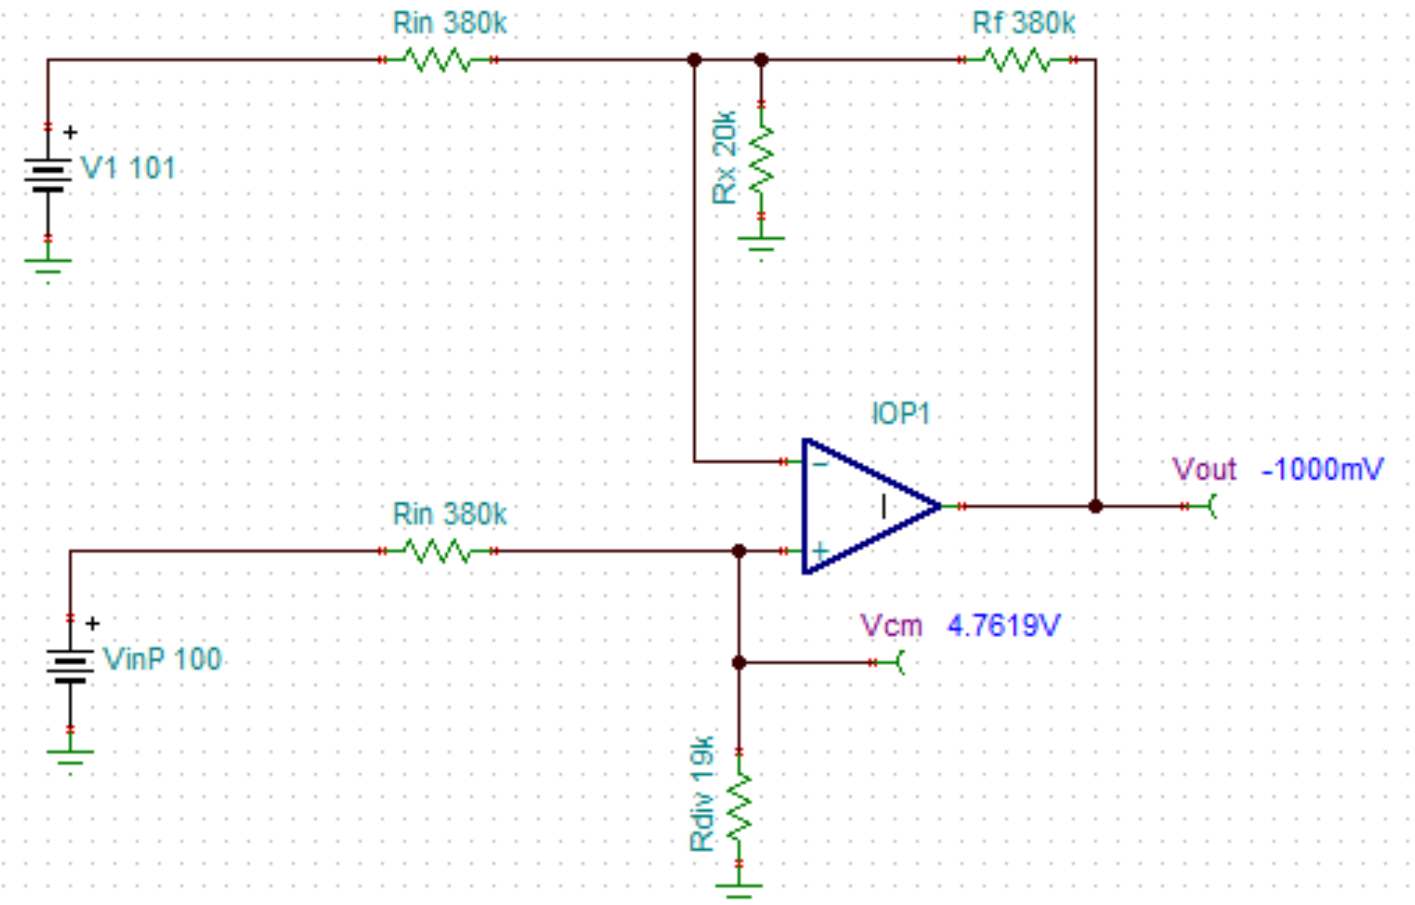 Rin 380k
Rf 380k
+
V1 101
Rx 20k
IOP1
−
I
+
Vout -1000mV
Rin 380k
+
VinP 100
Vcm 4.7619V
Rdiv 19k